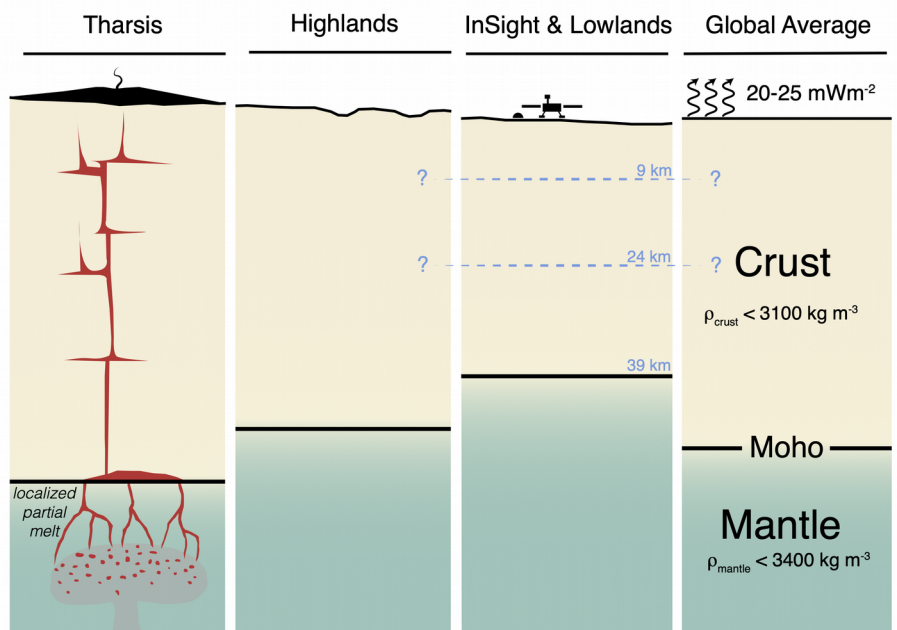 Tharsis
Highlands
InSight & Lowlands
Global Average
20-25 mWm-2
?
9 km
?
?
24 km
?
Crust
ρcrust < 3100 kg m-3
39 km
Moho
localized
partial
melt
Mantle
ρmantle < 3400 kg m-3